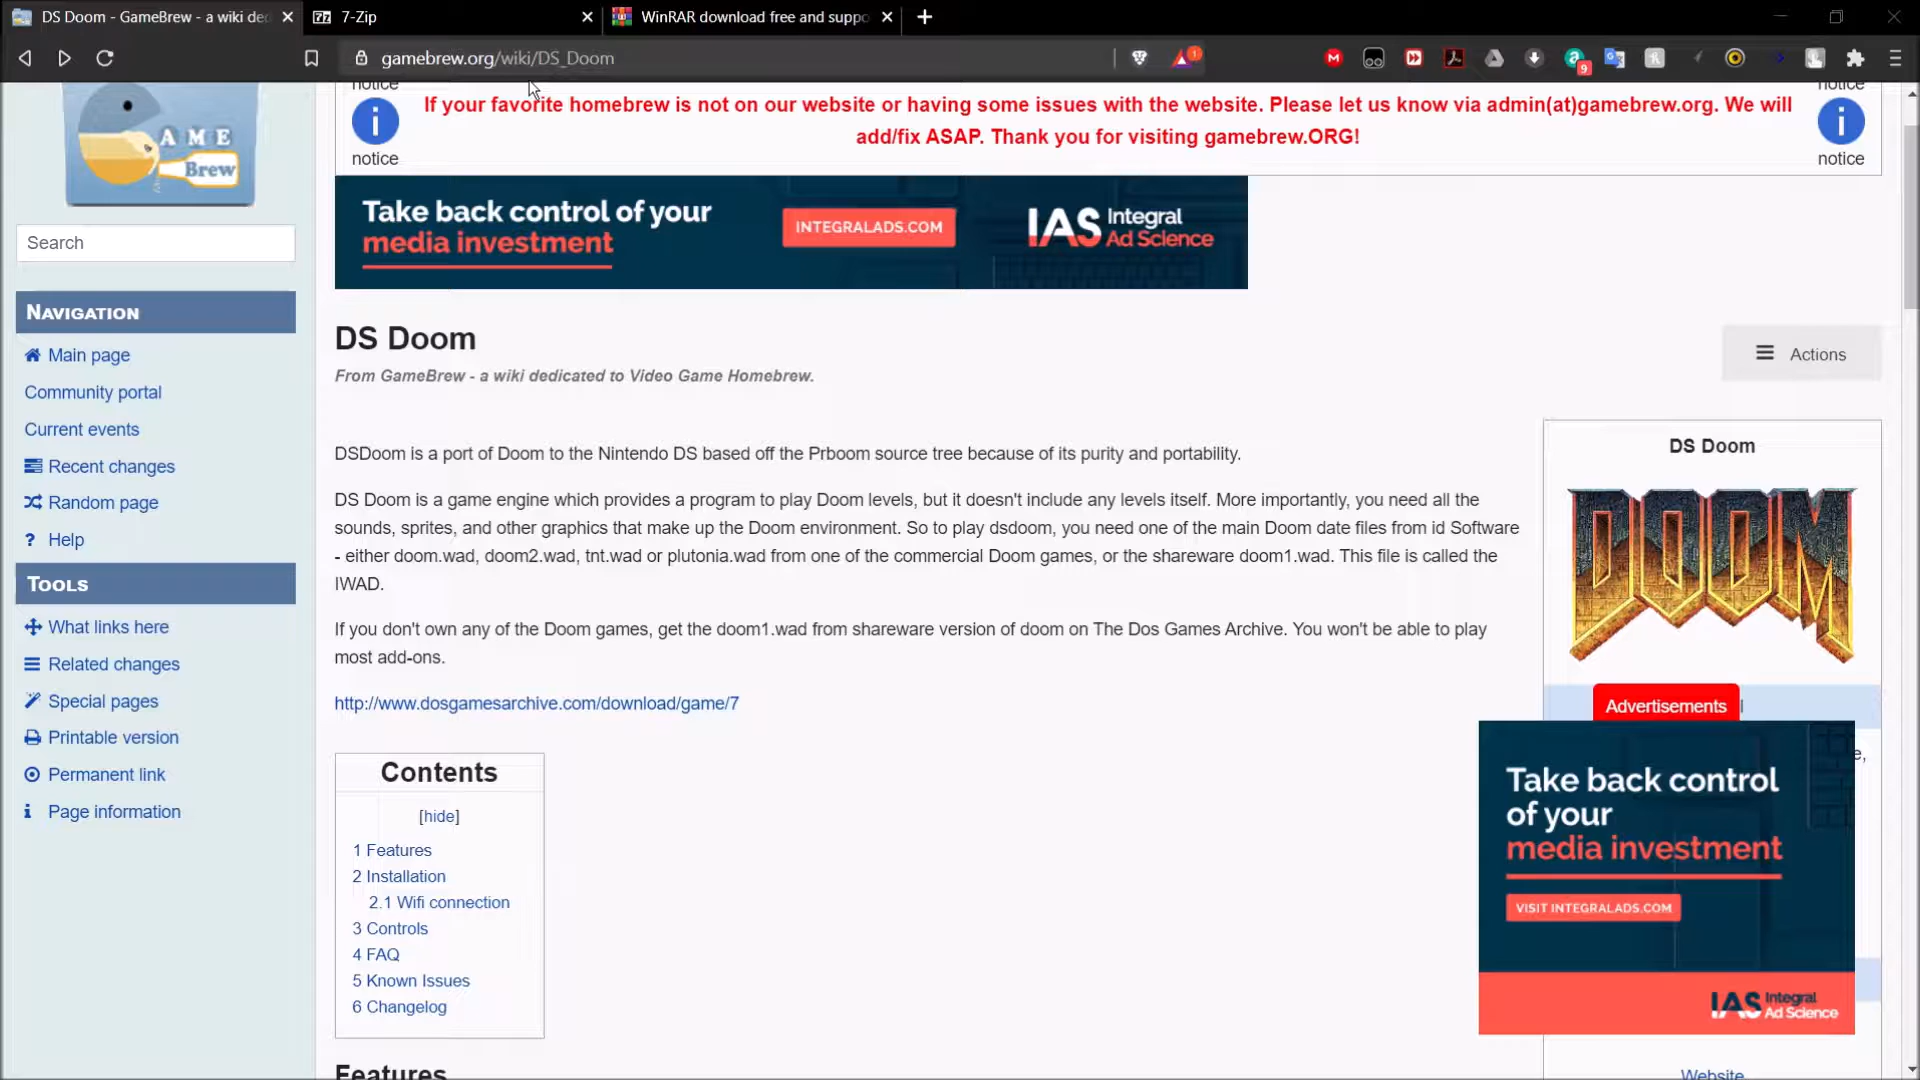 DS Doom - GameBrew - a wiki de
7-Zip
WinRAR download free and suppo
gamebrew.org/wiki/DS_Doom
1
9
notice
notice
If your favorite homebrew is not on our website or having some issues with the website. Please let us know via admin(at)gamebrew.org. We will
add/fix ASAP. Thank you for visiting gamebrew.ORG!
notice
notice
AME
Brew
Take back control of your
media investment
INTEGRALADS.COM
IAS Integral
Ad Science
Search
NAVIGATION
Main page
Community portal
Current events
Recent changes
Random page
? Help
TOOLS
What links here
Related changes
Special pages
Printable version
Permanent link
Page information
DS Doom
From GameBrew - a wiki dedicated to Video Game Homebrew.
Actions
DSDoom is a port of Doom to the Nintendo DS based off the Prboom source tree because of its purity and portability.
DS Doom is a game engine which provides a program to play Doom levels, but it doesn't include any levels itself. More importantly, you need all the
sounds, sprites, and other graphics that make up the Doom environment. So to play dsdoom, you need one of the main Doom date files from id Software
- either doom.wad, doom2.wad, tnt.wad or plutonia.wad from one of the commercial Doom games, or the shareware doom1.wad. This file is called the
IWAD.
If you don't own any of the Doom games, get the doom1.wad from shareware version of doom on The Dos Games Archive. You won't be able to play
most add-ons.
http://www.dosgamesarchive.com/download/game/7
Contents
[hide]
1 Features
2 Installation
2.1 Wifi connection
3 Controls
4 FAQ
5 Known Issues
6 Changelog
Features
DS Doom
DOOM
Advertisements
e,
Take back control
of your
media investment
VISIT INTEGRALADS.COM
IAS Integral
Ad Science
Website